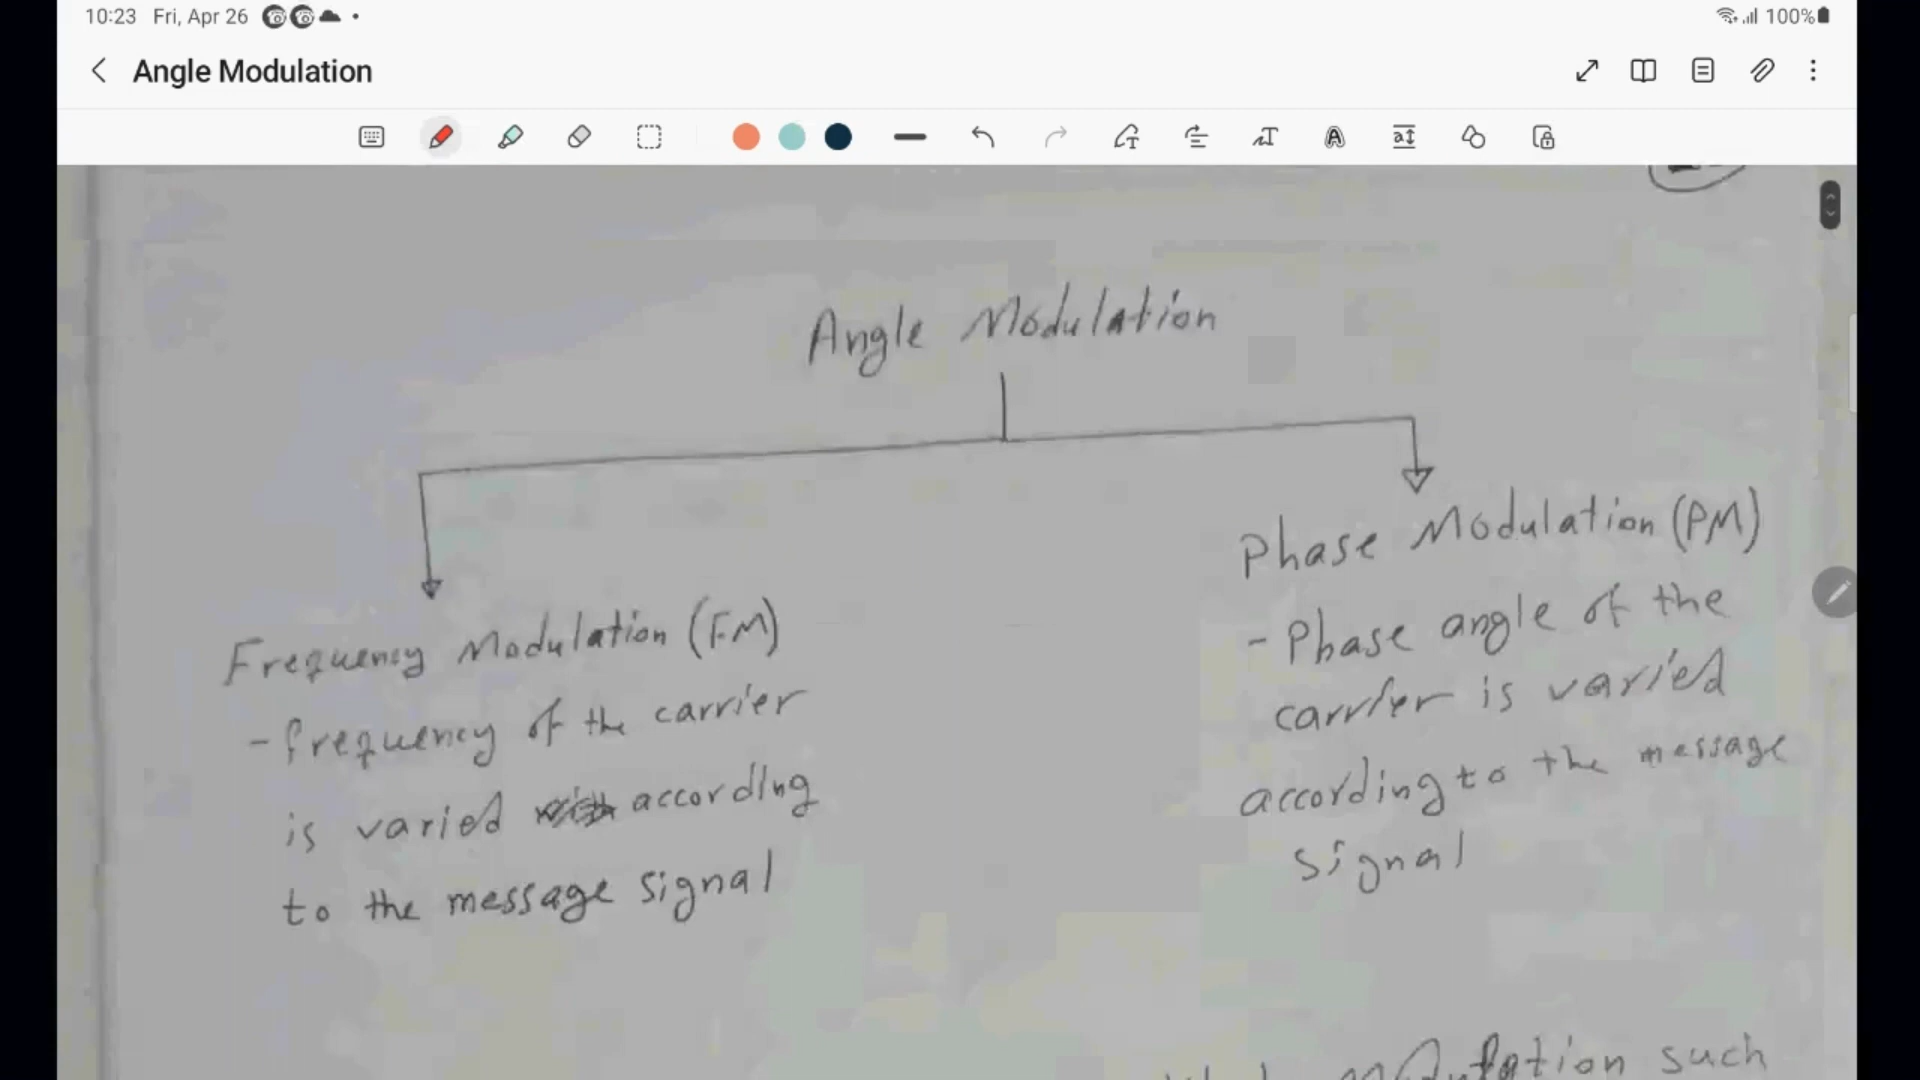 10:23 Fri, Apr 26
100%
Angle Modulation
Angle Modulation
Phase Modulation (PM)
- Phase angle of the
carrier is varied
according to the message
signal
Frequency Modulation (FM)
- frequency of the carrier
is varied according
to the message signal
such